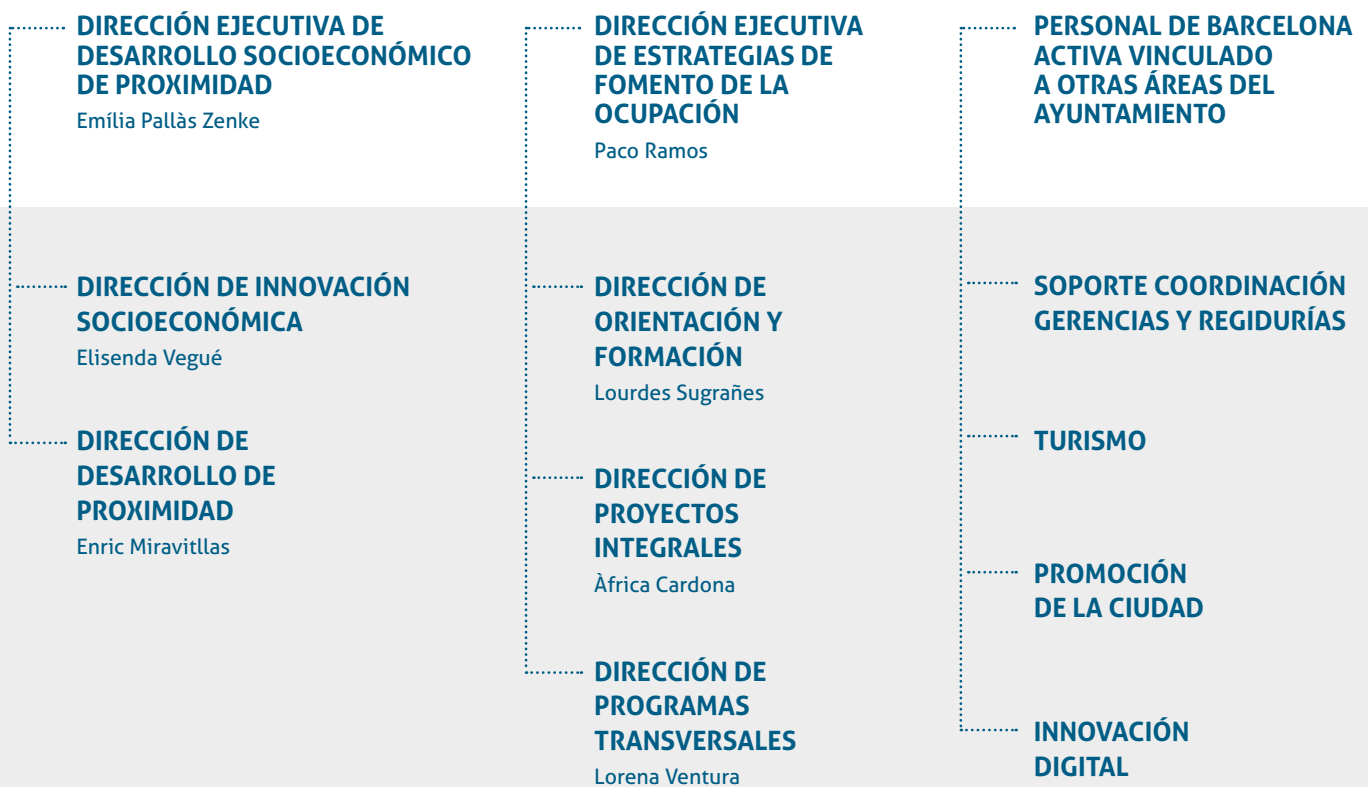 DIRECCIÓN EJECUTIVA DE
DESARROLLO SOCIOECONÓMICO
DE PROXIMIDAD
Emília Pallàs Zenke
DIRECCIÓN DE INNOVACIÓN
SOCIOECONÓMICA
Elisenda Vegué
DIRECCIÓN DE
DESARROLLO DE
PROXIMIDAD
Enric Miravitllas
DIRECCIÓN EJECUTIVA
DE ESTRATEGIAS DE
FOMENTO DE LA
OCUPACIÓN
Paco Ramos
DIRECCIÓN DE
ORIENTACIÓN Y
FORMACIÓN
Lourdes Sugrañes
DIRECCIÓN DE
PROYECTOS
INTEGRALES
Àfrica Cardona
DIRECCIÓN DE
PROGRAMAS
TRANSVERSALES
Lorena Ventura
PERSONAL DE BARCELONA
ACTIVA VINCULADO
A OTRAS ÁREAS DEL
AYUNTAMIENTO
SOPORTE COORDINACIÓN
GERENCIAS Y REGIDURÍAS
TURISMO
PROMOCIÓN
DE LA CIUDAD
INNOVACIÓN
DIGITAL